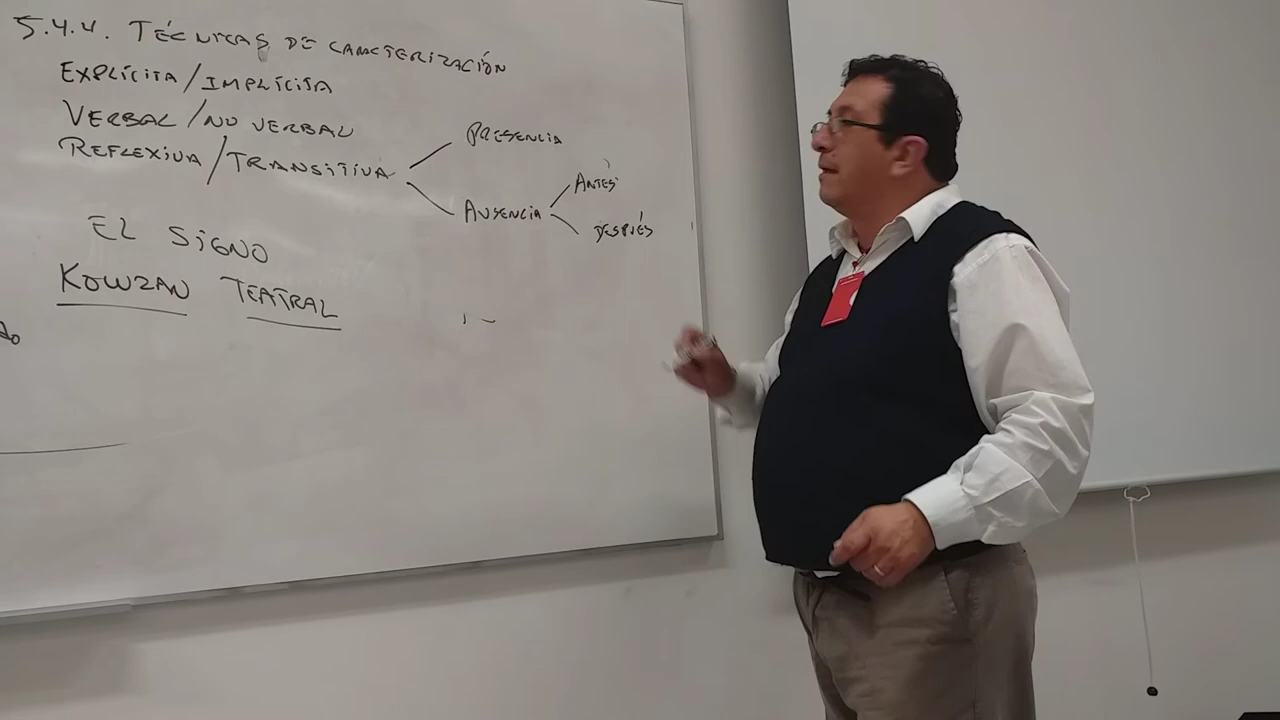 5.4.4. TÉCNICAS DE CARACTERIZACIÓN
EXPLÍCITA / IMPLÍCITA
VERBAL / NO VERBAL
REFLEXIVA / TRANSITIVA
PRESENCIA
AUSENCIA
ANTES
DESPUÉS
EL SIGNO
KOWZAN TEATRAL